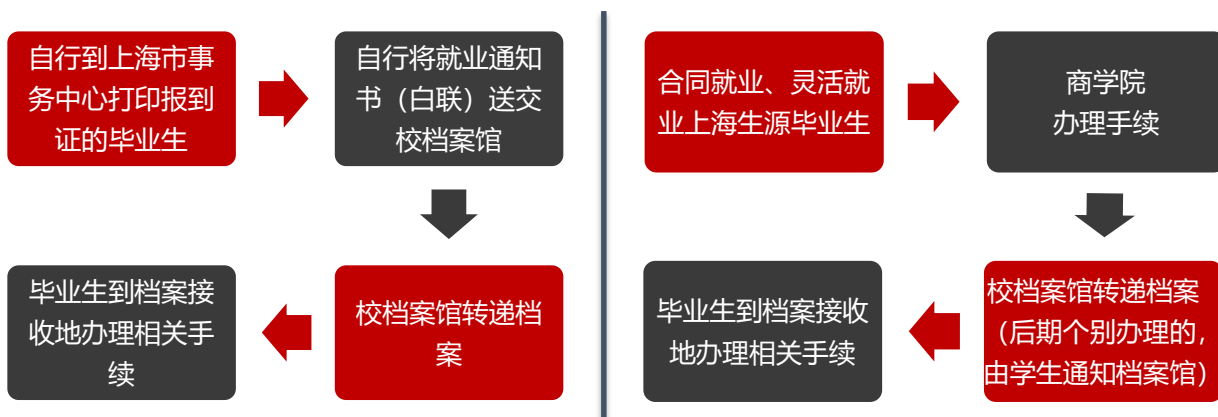 自行到上海市事
务中心打印报到
证的毕业生
自行将就业通知
书（白联）送交
校档案馆
校档案馆转递档
案
毕业生到档案接
收地办理相关手
续
合同就业、灵活就
业上海生源毕业生
商学院
办理手续
校档案馆转递档案
（后期个别办理的，
由学生通知档案馆）
毕业生到档案接收
地办理相关手续